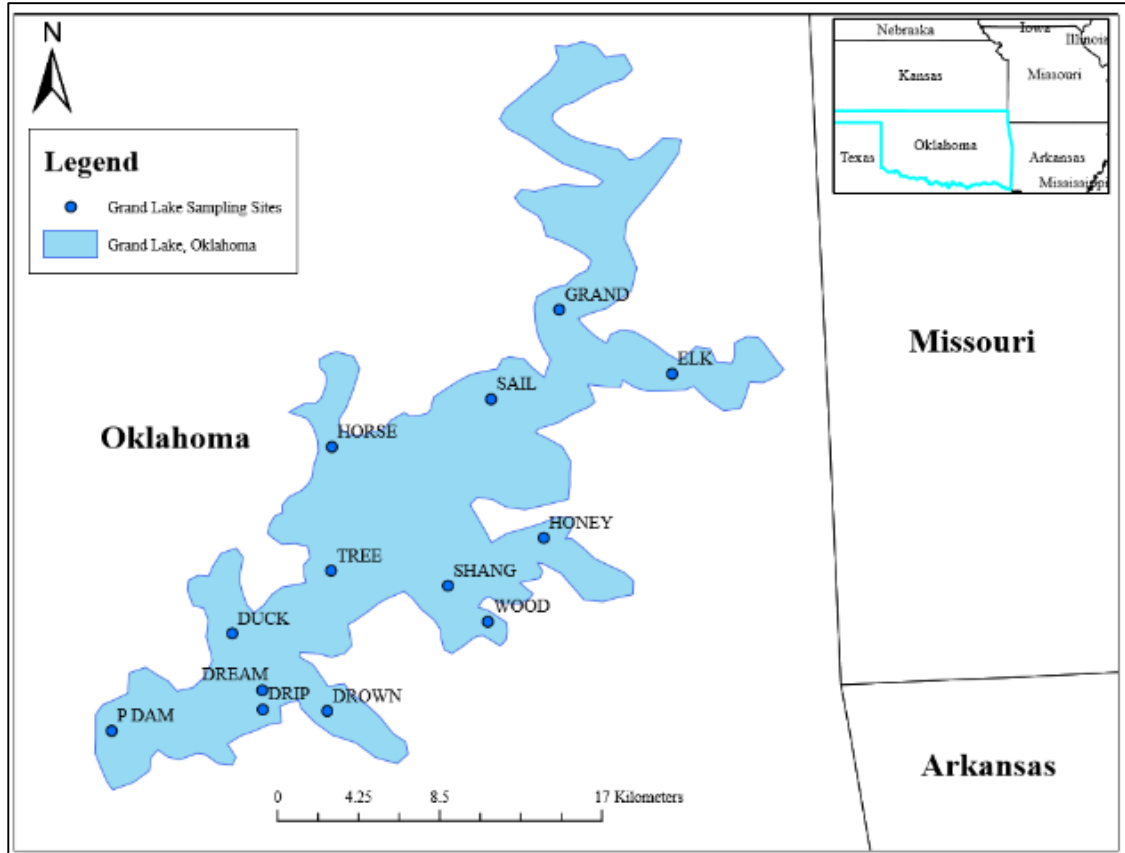 N
Legend
Grand Lake Sampling Sites
Grand Lake, Oklahoma
Nebraska
Iowa
Illinois
Kansas
Missouri
Texas
Oklahoma
Arkansas
Mississippi
GRAND
ELK
SAIL
Missouri
Oklahoma
HORSE
HONEY
TREE
SHANG
WOOD
DUCK
DREAM
DRIP
DROWN
P DAM
Arkansas
0 4.25 8.5 17 Kilometers